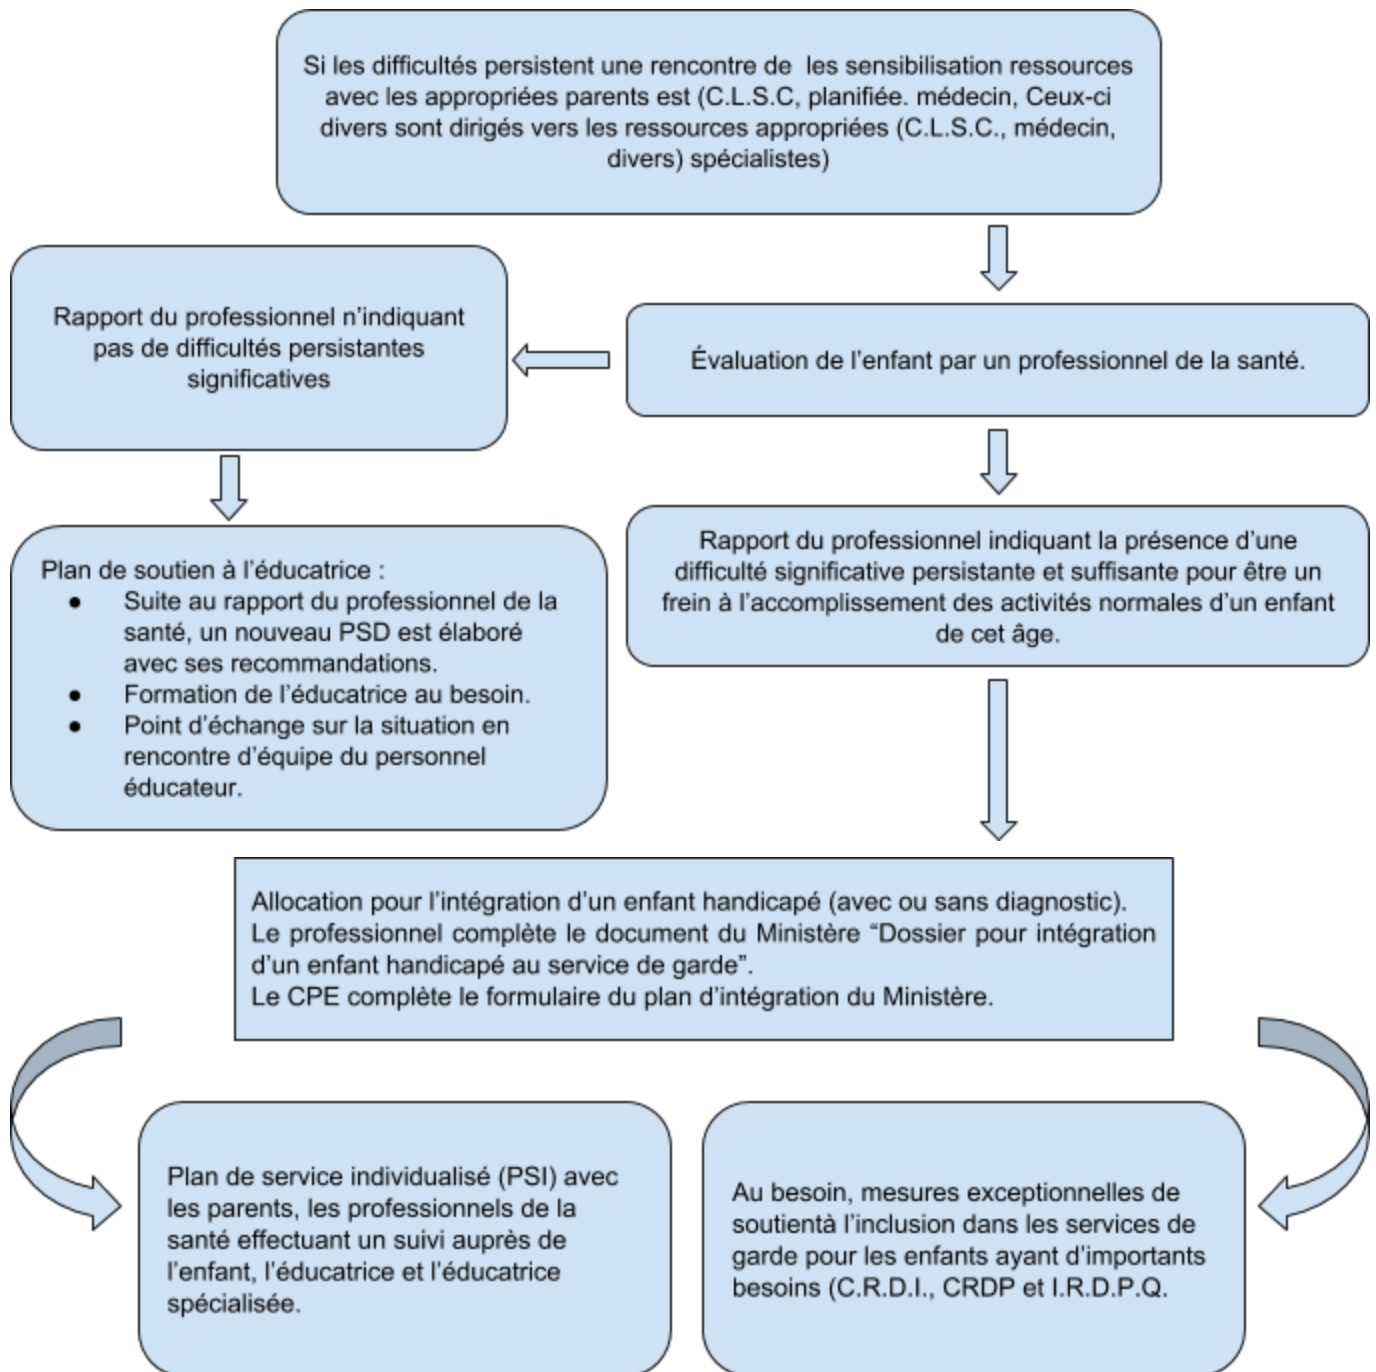 Si les difficultés persistent une rencontre de les sensibilisation ressources
avec les appropriées parents est (C.L.S.C, planifiée. médecin, Ceux-ci
divers sont dirigés vers les ressources appropriées (C.L.S.C., médecin,
divers) spécialistes)
Rapport du professionnel n’indiquant
pas de difficultés persistantes
significatives
Évaluation de l’enfant par un professionnel de la santé.
Plan de soutien à l’éducatrice :
● Suite au rapport du professionnel de la
santé, un nouveau PSD est élaboré
avec ses recommandations.
● Formation de l’éducatrice au besoin.
● Point d’échange sur la situation en
rencontre d’équipe du personnel
éducateur.
Rapport du professionnel indiquant la présence d’une
difficulté significative persistante et suffisante pour être un
frein à l’accomplissement des activités normales d’un enfant
de cet âge.
Allocation pour l’intégration d’un enfant handicapé (avec ou sans diagnostic).
Le professionnel complète le document du Ministère “Dossier pour intégration
d’un enfant handicapé au service de garde”.
Le CPE complète le formulaire du plan d’intégration du Ministère.
Plan de service individualisé (PSI) avec
les parents, les professionnels de la
santé effectuant un suivi auprès de
l’enfant, l’éducatrice et l’éducatrice
spécialisée.
Au besoin, mesures exceptionnelles de
soutientà l’inclusion dans les services de
garde pour les enfants ayant d’importants
besoins (C.R.D.I., CRDP et I.R.D.P.Q.